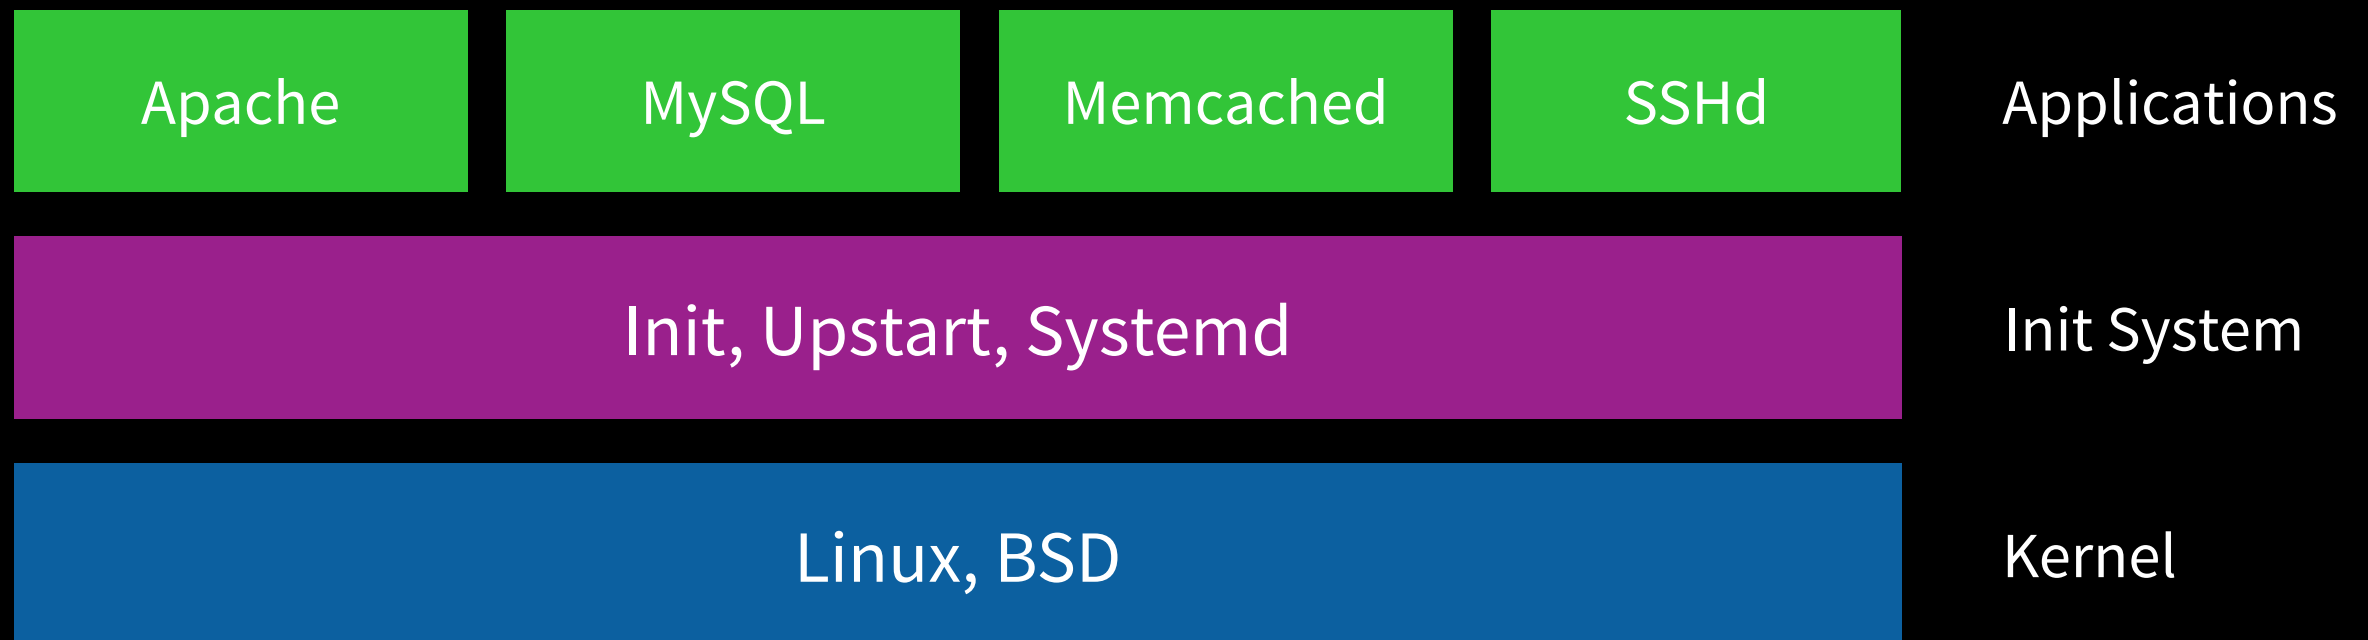 Apache MySQL Memcached SSHd Applications
Init, Upstart, Systemd Init System
Linux, BSD Kernel